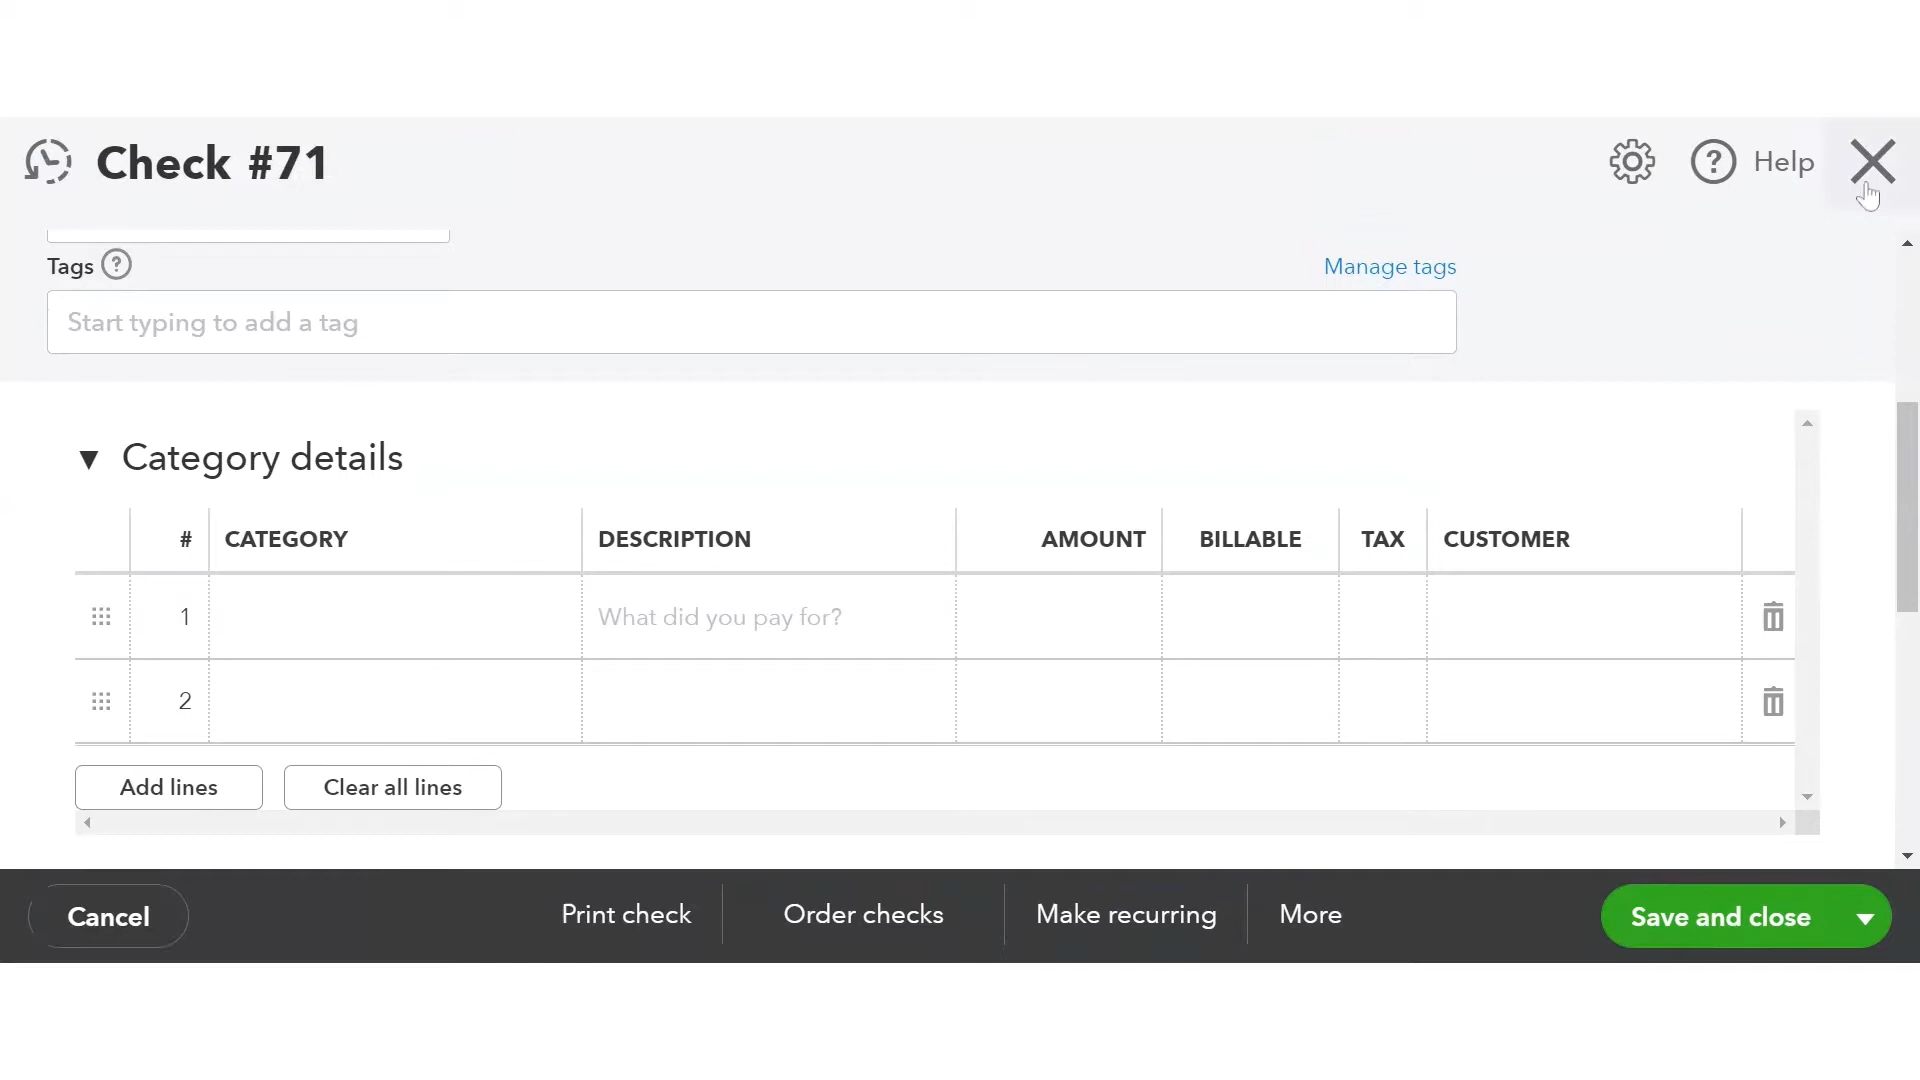 Check #71
? Help
Tags ?
Manage tags
Start typing to add a tag
Category details
# CATEGORY DESCRIPTION AMOUNT BILLABLE TAX CUSTOMER
1 What did you pay for?
2
Add lines Clear all lines
Cancel Print check Order checks Make recurring More Save and close